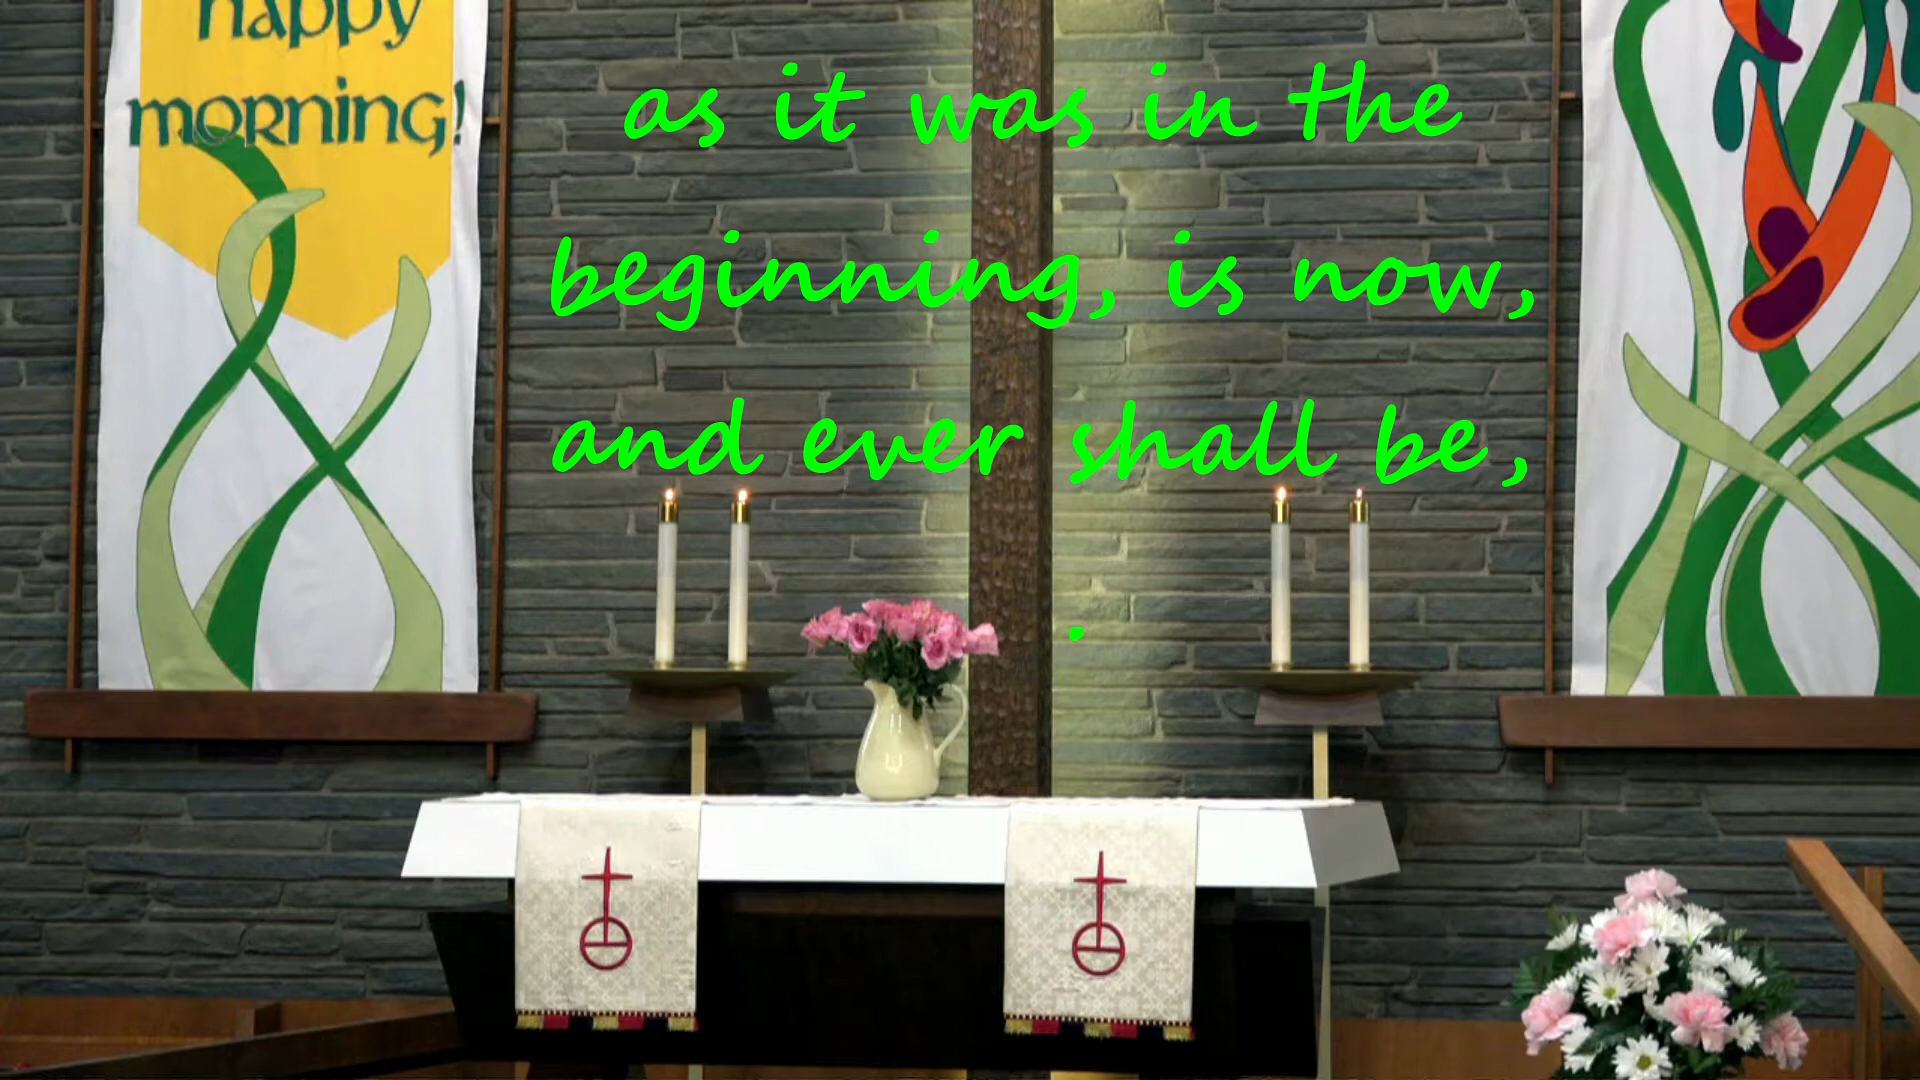 happy
morning!
as it was in the
beginning, is now,
and ever shall be,
.